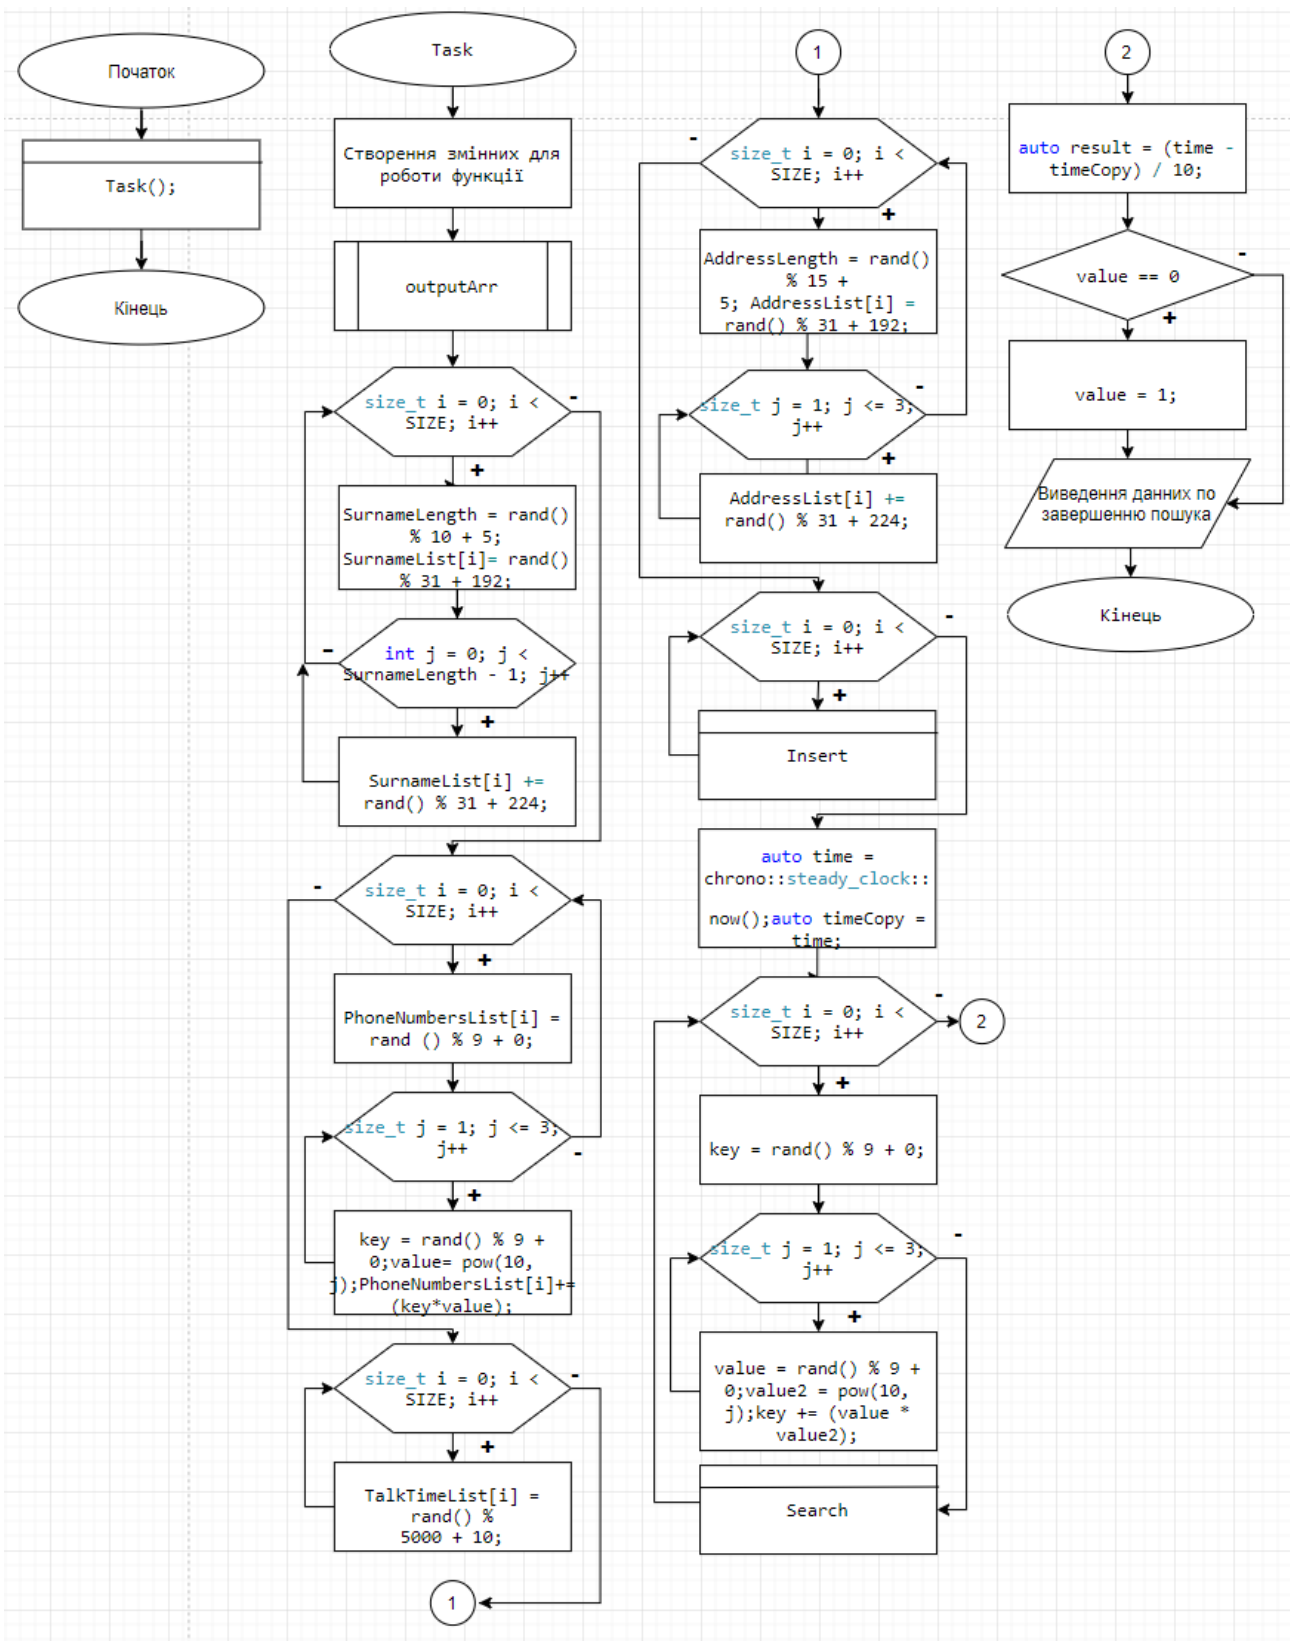 Початок
Task();
Кінець
Task
Створення змінних для
роботи функції
outputArr
size_t i = 0; i <
SIZE; i++
-
+
SurnameLength = rand()
% 10 + 5;
SurnameList[i]= rand()
% 31 + 192;
int j = 0; j <
SurnameLength - 1; j++
-
+
SurnameList[i] +=
rand() % 31 + 224;
size_t i = 0; i <
SIZE; i++
-
+
PhoneNumbersList[i] =
rand () % 9 + 0;
size_t j = 1; j <= 3;
j++
-
+
key = rand() % 9 +
0;value= pow(10,
j);PhoneNumbersList[i]+=
(key*value);
size_t i = 0; i <
SIZE; i++
-
+
TalkTimeList[i] =
rand() %
5000 + 10;
1
1
size_t i = 0; i <
SIZE; i++
-
+
AddressLength = rand()
% 15 +
5; AddressList[i] =
rand() % 31 + 192;
size_t j = 1; j <= 3;
j++
-
+
AddressList[i] +=
rand() % 31 + 224;
size_t i = 0; i <
SIZE; i++
-
+
Insert
auto time =
chrono::steady_clock::
now();auto timeCopy =
time;
size_t i = 0; i <
SIZE; i++
-
2
+
key = rand() % 9 + 0;
size_t j = 1; j <= 3;
j++
-
+
value = rand() % 9 +
0;value2 = pow(10,
j);key += (value *
value2);
Search
2
auto result = (time -
timeCopy) / 10;
value == 0
-
+
value = 1;
Виведення данних по
завершенню пошука
Кінець